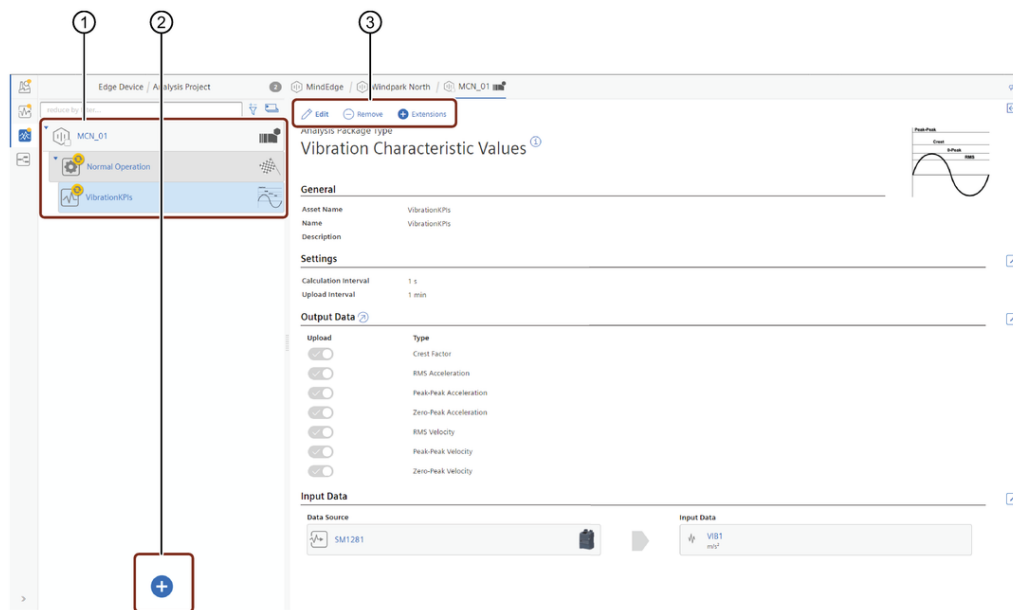 1 2 3
Edge Device / Analysis Project 2 MindEdge / Windpark North / MCN_01
reduce by
Edit Remove Extensions
MCN_01
Normal Operation
VibrationKPIs
Analysis Package Type
Vibration Characteristic Values
Peak-Peak
Crest
0-Peak
RMS
General
Asset Name VibrationKPIs
Name VibrationKPIs
Description
Settings
Calculation Interval 1 s
Upload Interval 1 min
Output Data
Upload Type
Crest Factor
RMS Acceleration
Peak-Peak Acceleration
Zero-Peak Acceleration
RMS Velocity
Peak-Peak Velocity
Zero-Peak Velocity
Input Data
Data Source Input Data
SM1281 VIB1
m/s²